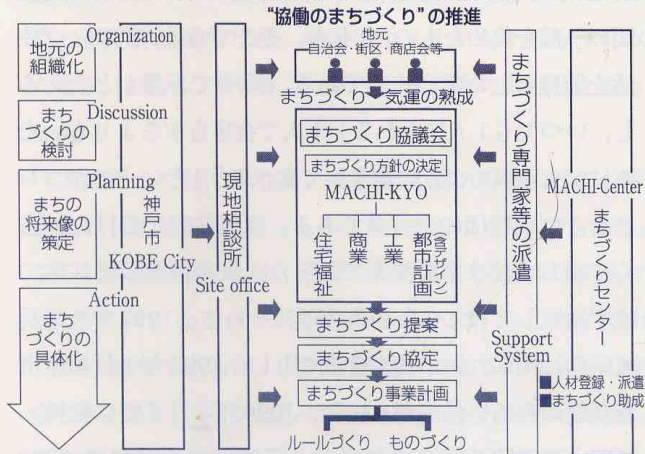 “協働のまちづくり”の推進
地元の
組織化
Organization
まち
づくりの
検討
Discussion
まちの
将来像の
策定
Planning
まち
づくりの
具体化
Action
神戸市
KOBE City
現地相談所
Site office
地元
自治会・街区・商店会等
まちづくりへ気運の熟成
まちづくり協議会
まちづくり方針の決定
MACHI-KYO
住宅福祉
商業
工業
都市計画
(含デザイン)
まちづくり提案
まちづくり協定
まちづくり事業計画
ルールづくり ものづくり
まちづくり専門家等の派遣
Support
System
MACHI-Center
まちづくりセンター
■人材登録・派遣
■まちづくり助成